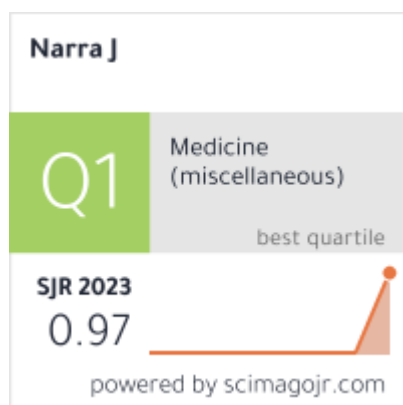 Narra J
Q1
Medicine
(miscellaneous)
best quartile
SJR 2023
0.97
powered by scimagojr.com